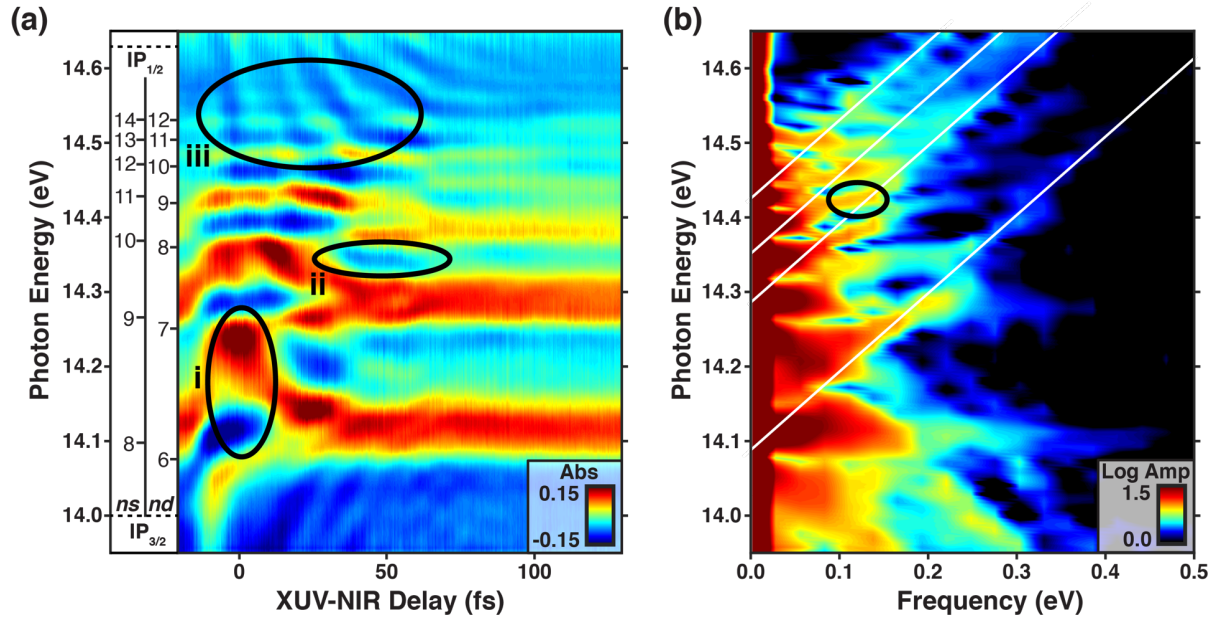 (a)
(b)
IP1/2
14.6
14.5
14.4
14.3
14.2
14.1
14.0
Photon Energy (eV)
14
13
12
11
10
9
8
ns
12
11
10
9
8
7
6
nd
IP3/2
iii
ii
i
Abs
0.15
-0.15
0
50
100
XUV-NIR Delay (fs)
14.6
14.5
14.4
14.3
14.2
14.1
14.0
Photon Energy (eV)
Log Amp
1.5
0.0
0.0
0.1
0.2
0.3
0.4
0.5
Frequency (eV)